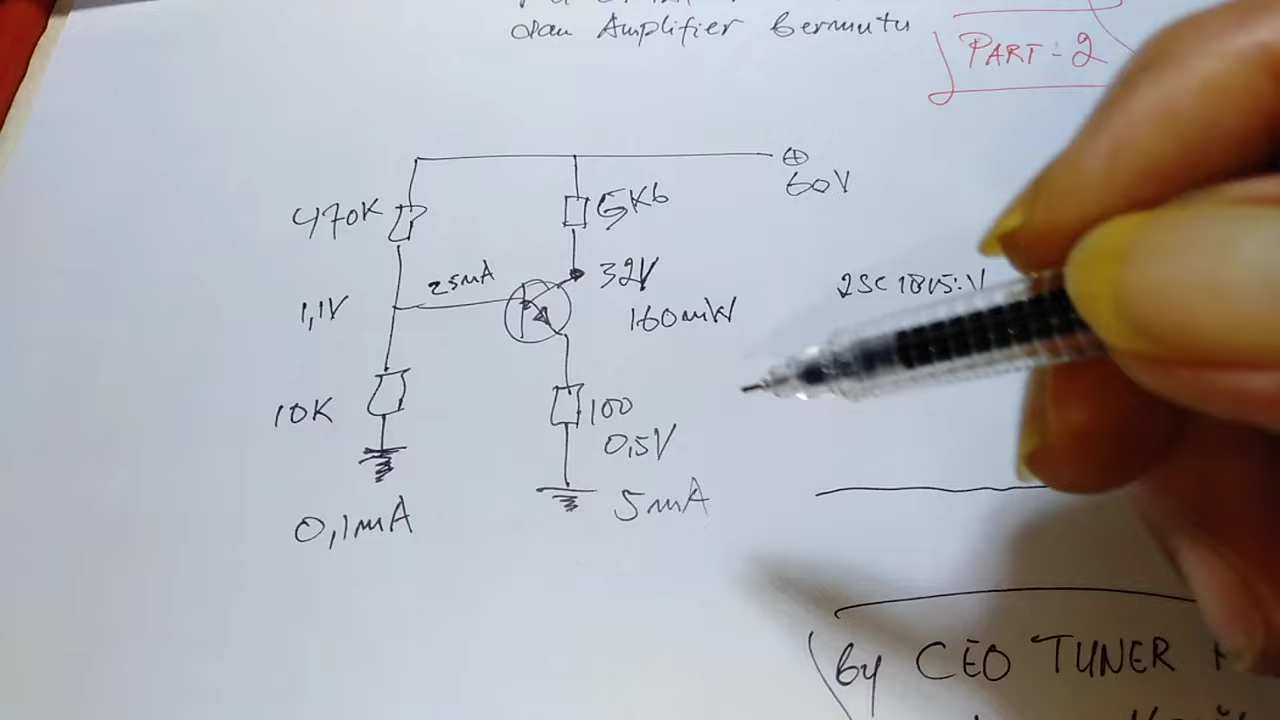 dan Amplifier bermutu
PART-2
⊕
60V
470K
5K6
25mA
32V
1,1V
160mW
2SC1815:V
10K
100
0,5V
0,1mA
5mA
By CEO TUNER